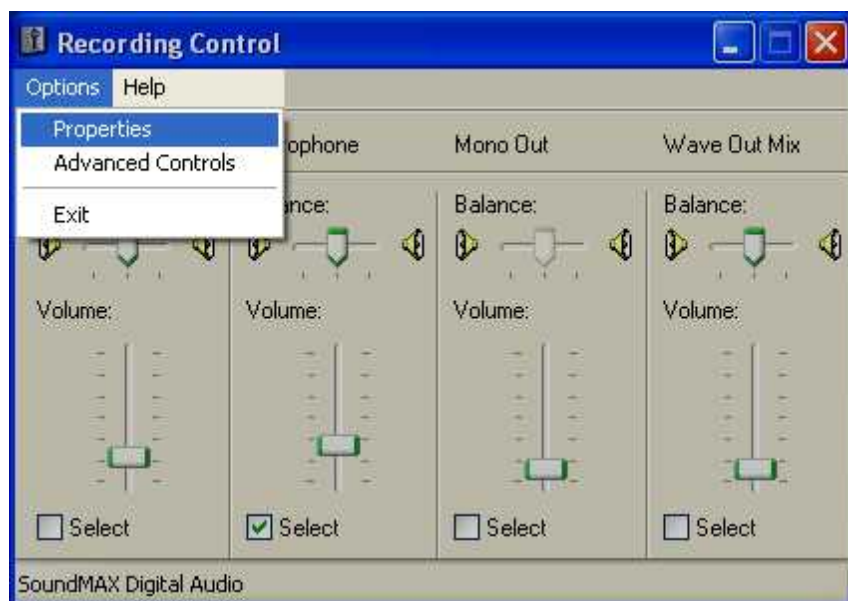 Recording Control
Options Help
Properties
Advanced Controls
Exit
ophone Mono Out Wave Out Mix
nce: Balance: Balance:
Volume: Volume: Volume: Volume:
Select Select Select Select
SoundMAX Digital Audio